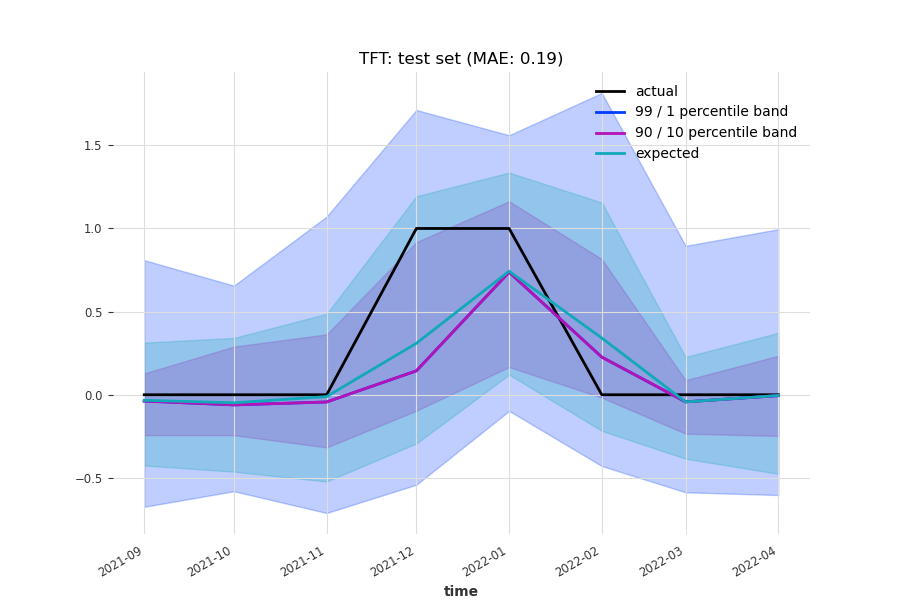 TFT: test set (MAE: 0.19)
actual
99 / 1 percentile band
90 / 10 percentile band
expected
1.5
1.0
0.5
0.0
−0.5
2021-09
2021-10
2021-11
2021-12
2022-01
2022-02
2022-03
2022-04
time